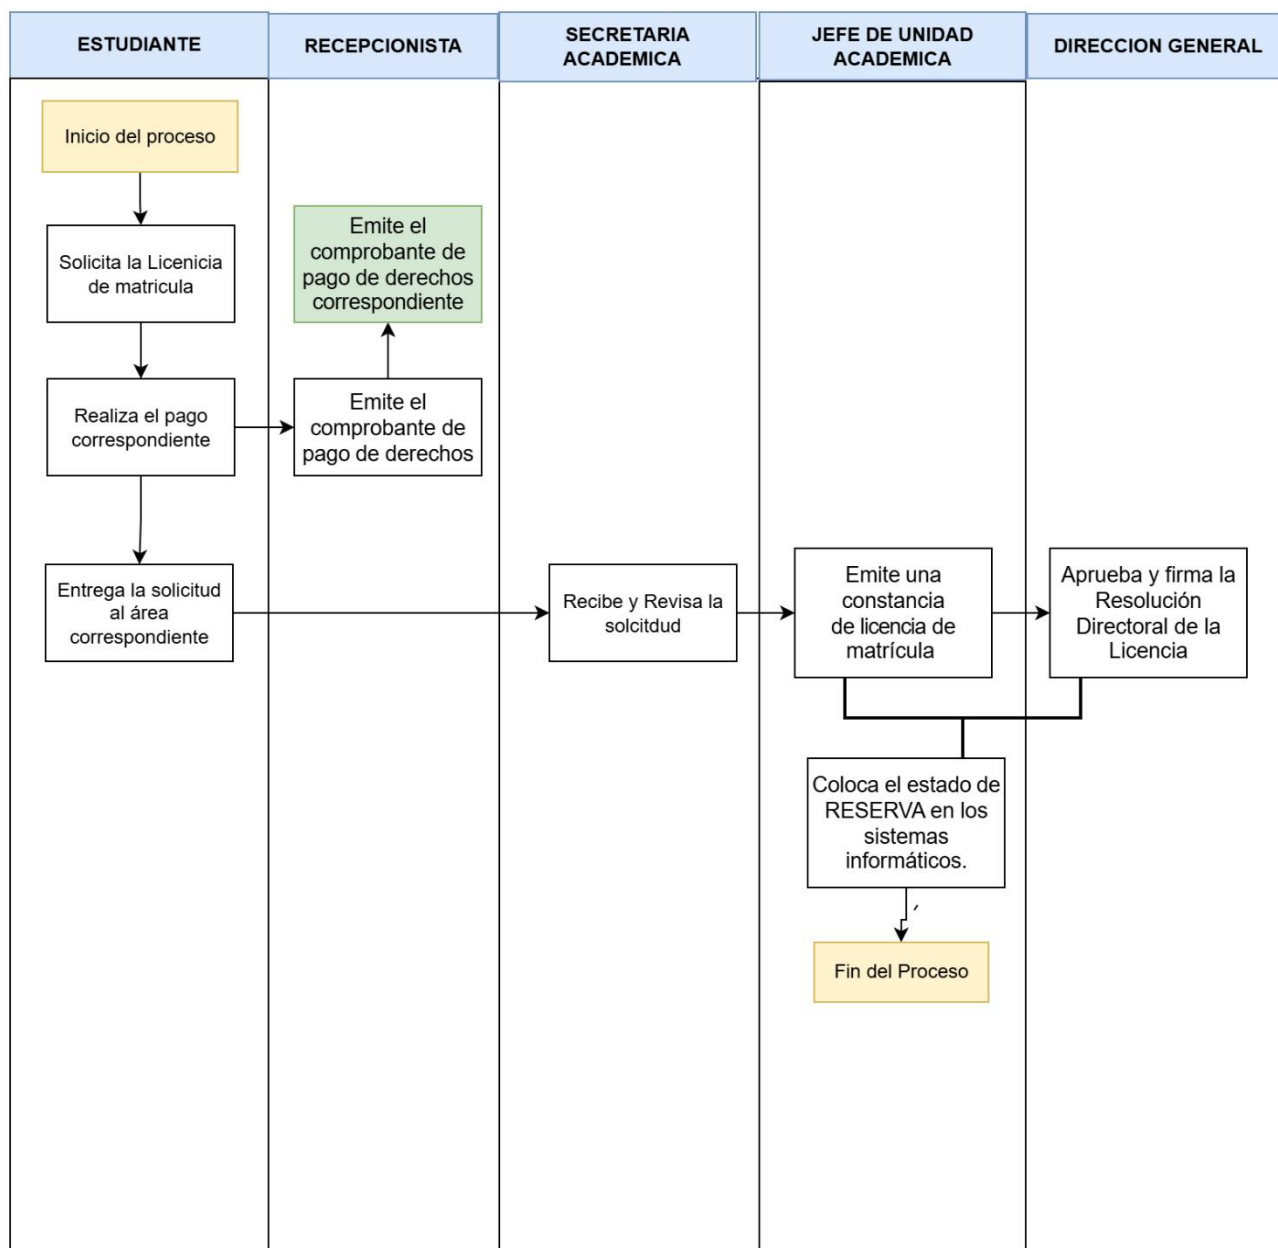 ESTUDIANTE
RECEPCIONISTA
SECRETARIA
ACADEMICA
JEFE DE UNIDAD
ACADEMICA
DIRECCION GENERAL
Inicio del proceso
Solicita la Licenicia
de matricula
Emite el
comprobante de
pago de derechos
correspondiente
Realiza el pago
correspondiente
Emite el
comprobante de
pago de derechos
Entrega la solicitud
al área
correspondiente
Recibe y Revisa la
solcitdud
Emite una
constancia
de licencia de
matrícula
Aprueba y firma la
Resolución
Directoral de la
Licencia
Coloca el estado de
RESERVA en los
sistemas
informáticos.
Fin del Proceso